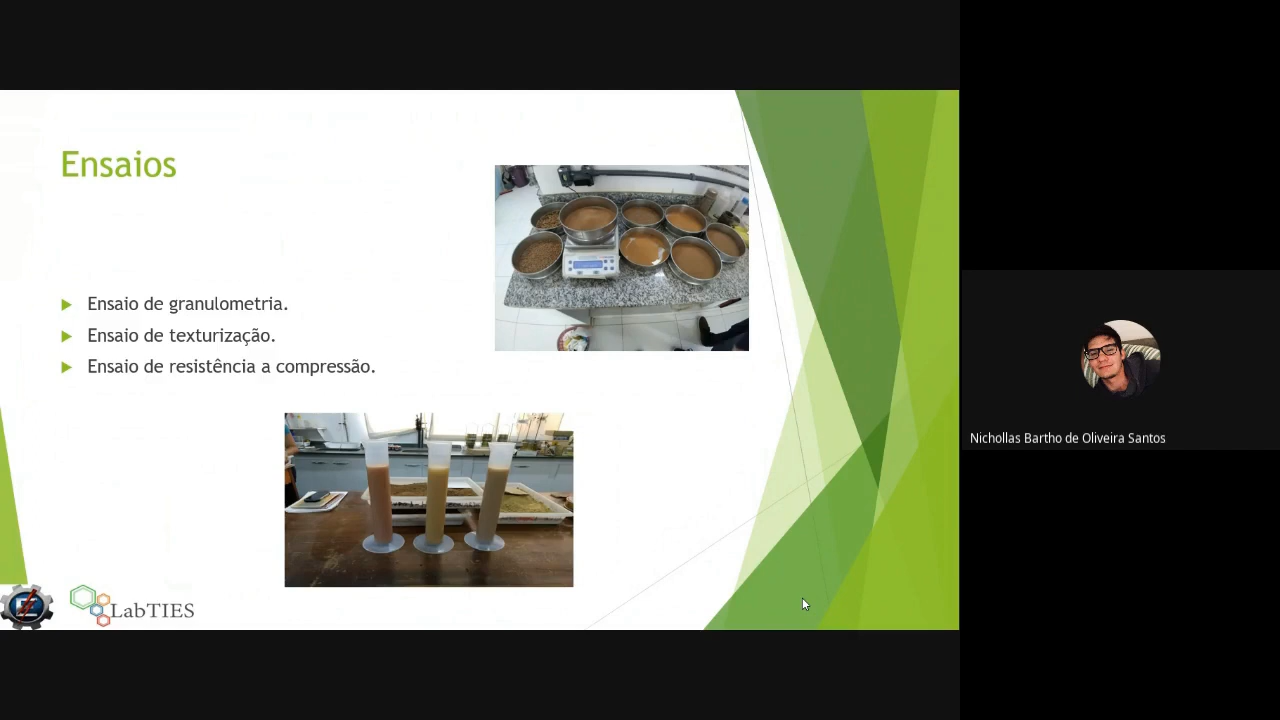 Ensaios
Ensaio de granulometria.
Ensaio de texturização.
Ensaio de resistência a compressão.
LabTIES
Nichollas Bartho de Oliveira Santos